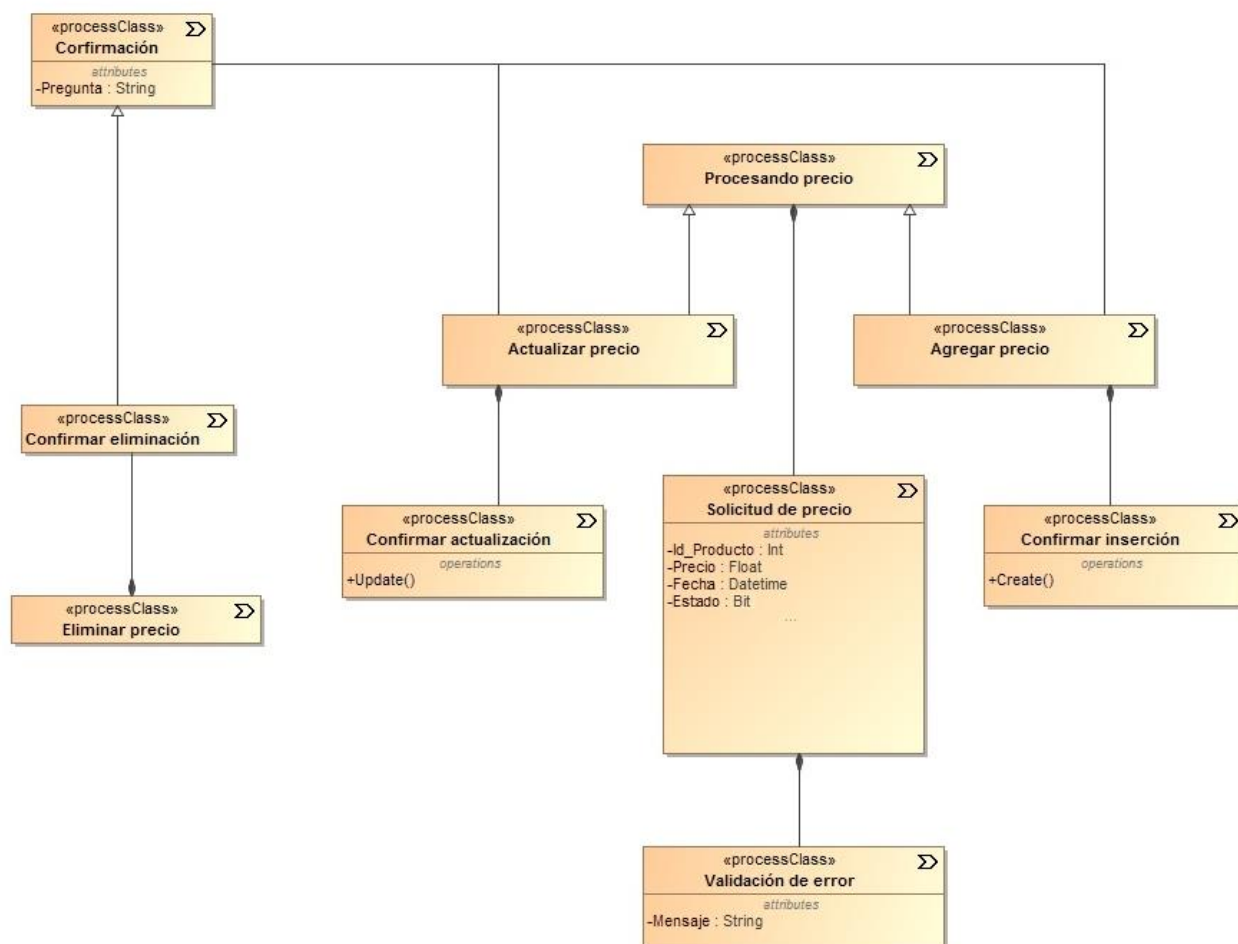 «processClass»
Corfirmación
attributes
-Pregunta : String
«processClass»
Procesando precio
«processClass»
Actualizar precio
«processClass»
Agregar precio
«processClass»
Confirmar eliminación
«processClass»
Confirmar actualización
operations
+Update()
«processClass»
Solicitud de precio
attributes
-Id_Producto : Int
-Precio : Float
-Fecha : Datetime
-Estado : Bit
...
«processClass»
Confirmar inserción
operations
+Create()
«processClass»
Eliminar precio
«processClass»
Validación de error
attributes
-Mensaje : String